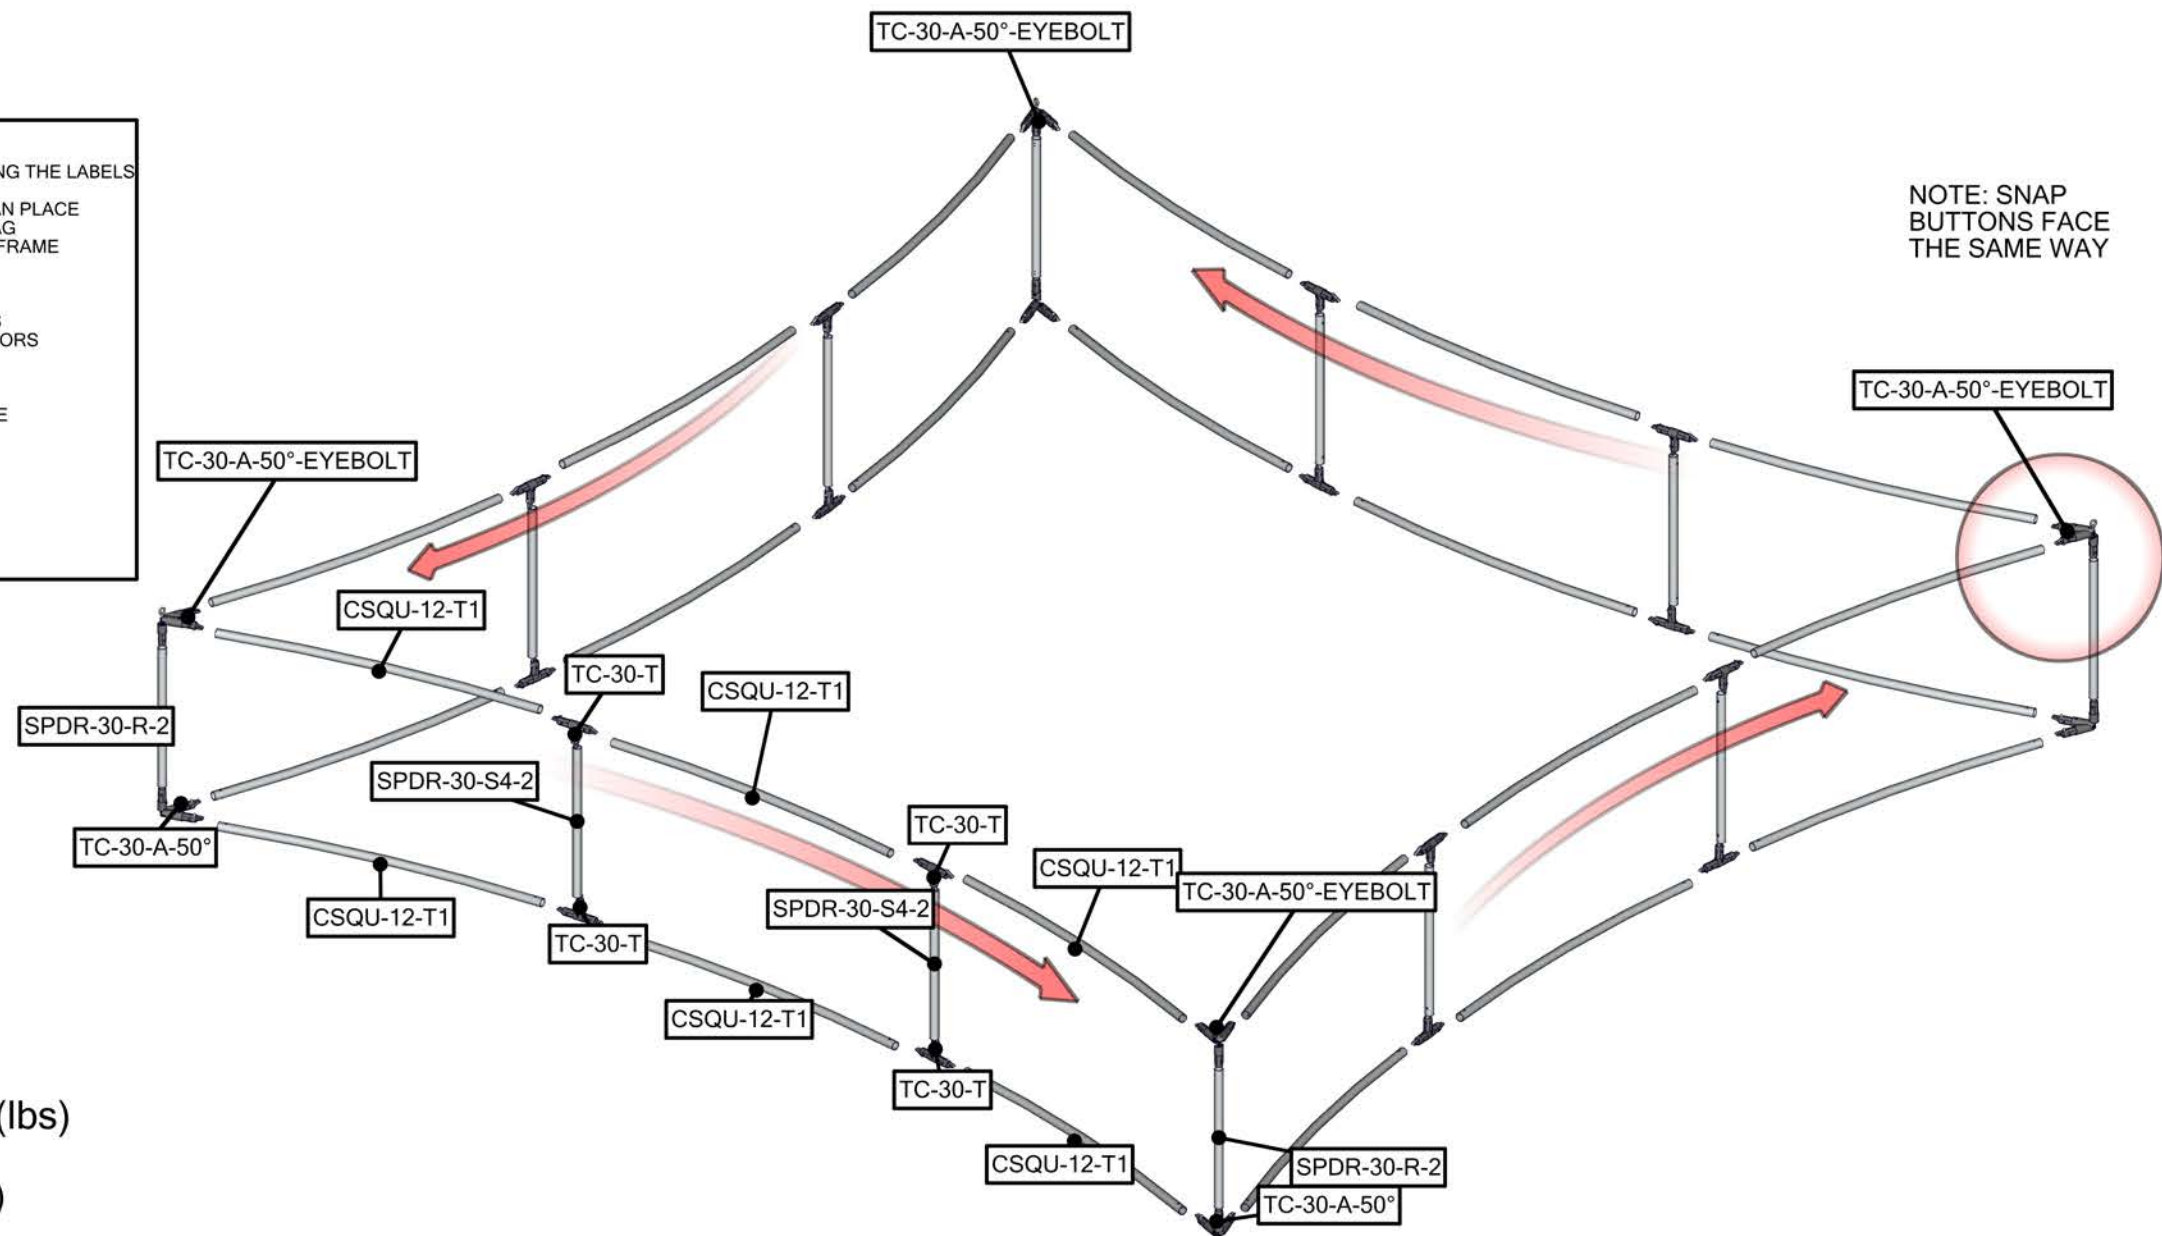 TC-30-A-50°-EYEBOLT
THE LABELS
PLACE
FRAME
NOTE: SNAP
BUTTONS FACE
THE SAME WAY
TC-30-A-50°-EYEBOLT
TC-30-A-50°-EYEBOLT
CSQU-12-T1
TC-30-T
CSQU-12-T1
SPDR-30-R-2
SPDR-30-S4-2
TC-30-T
TC-30-A-50°
CSQU-12-T1
TC-30-A-50°-EYEBOLT
SPDR-30-S4-2
CSQU-12-T1
TC-30-T
CSQU-12-T1
TC-30-T
CSQU-12-T1
SPDR-30-R-2
TC-30-A-50°
(lbs)